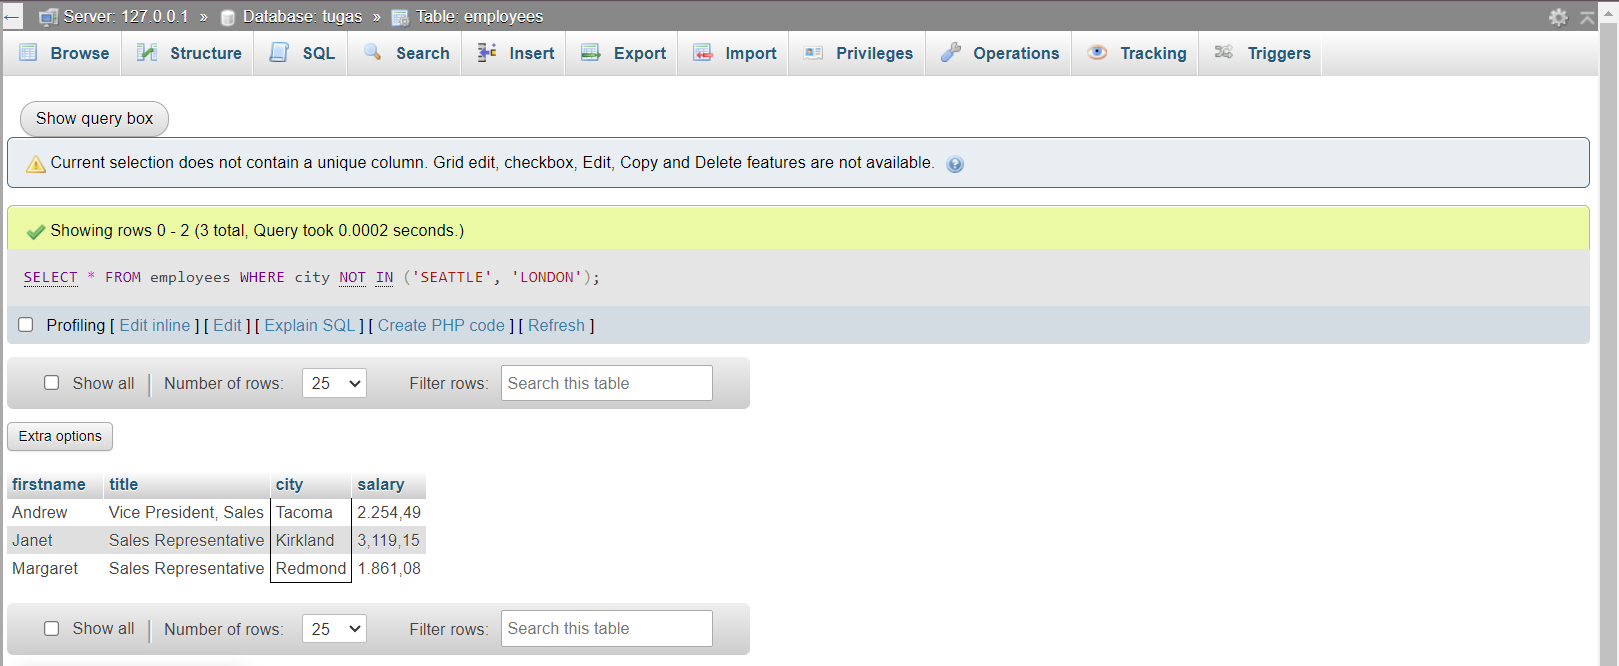 Server: 127.0.0.1 » Database: tugas » Table: employees
Browse Structure SQL Search Insert Export Import Privileges Operations Tracking Triggers
Show query box
Current selection does not contain a unique column. Grid edit, checkbox, Edit, Copy and Delete features are not available.
Showing rows 0 - 2 (3 total, Query took 0.0002 seconds.)
SELECT * FROM employees WHERE city NOT IN ('SEATTLE', 'LONDON');
Profiling [ Edit inline ] [ Edit ] [ Explain SQL ] [ Create PHP code ] [ Refresh ]
Show all | Number of rows: 25 Filter rows: Search this table
Extra options
firstname title city salary
Andrew Vice President, Sales Tacoma 2.254,49
Janet Sales Representative Kirkland 3,119,15
Margaret Sales Representative Redmond 1.861,08
Show all | Number of rows: 25 Filter rows: Search this table